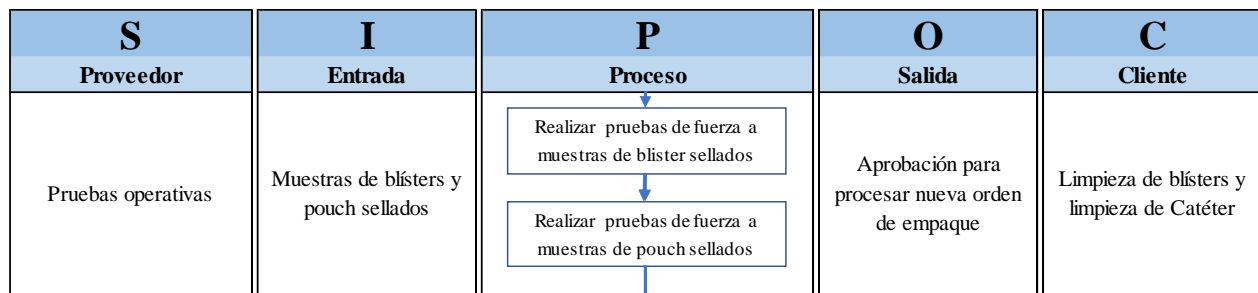 S
I
P
O
C
Proveedor
Entrada
Proceso
Salida
Cliente
Pruebas operativas
Muestras de blísters y
pouch sellados
Realizar pruebas de fuerza a
muestras de blister sellados
Realizar pruebas de fuerza a
muestras de pouch sellados
Aprobación para
procesar nueva orden
de empaque
Limpieza de blísters y
limpieza de Catéter